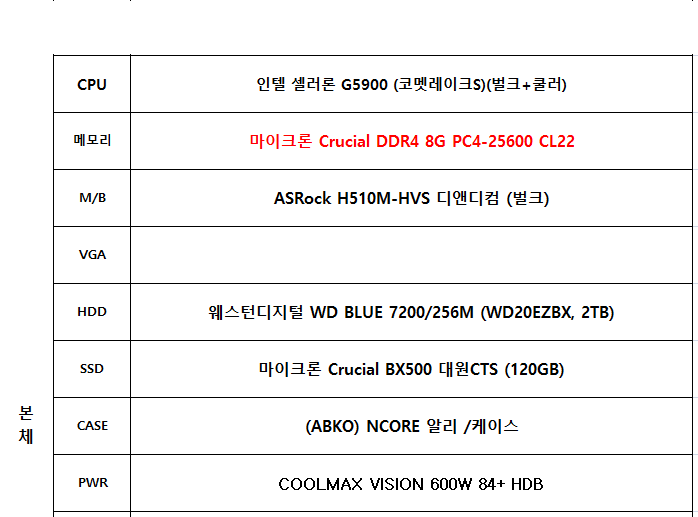 CPU 인텔 셀러론 G5900 (코멧레이크S)(벌크+쿨러)
메모리 마이크론 Crucial DDR4 8G PC4-25600 CL22
M/B ASRock H510M-HVS 디앤디컴 (벌크)
VGA
HDD 웨스턴디지털 WD BLUE 7200/256M (WD20EZBX, 2TB)
SSD 마이크론 Crucial BX500 대원CTS (120GB)
본체
CASE (ABKO) NCORE 알리 /케이스
PWR COOLMAX VISION 600W 84+ HDB